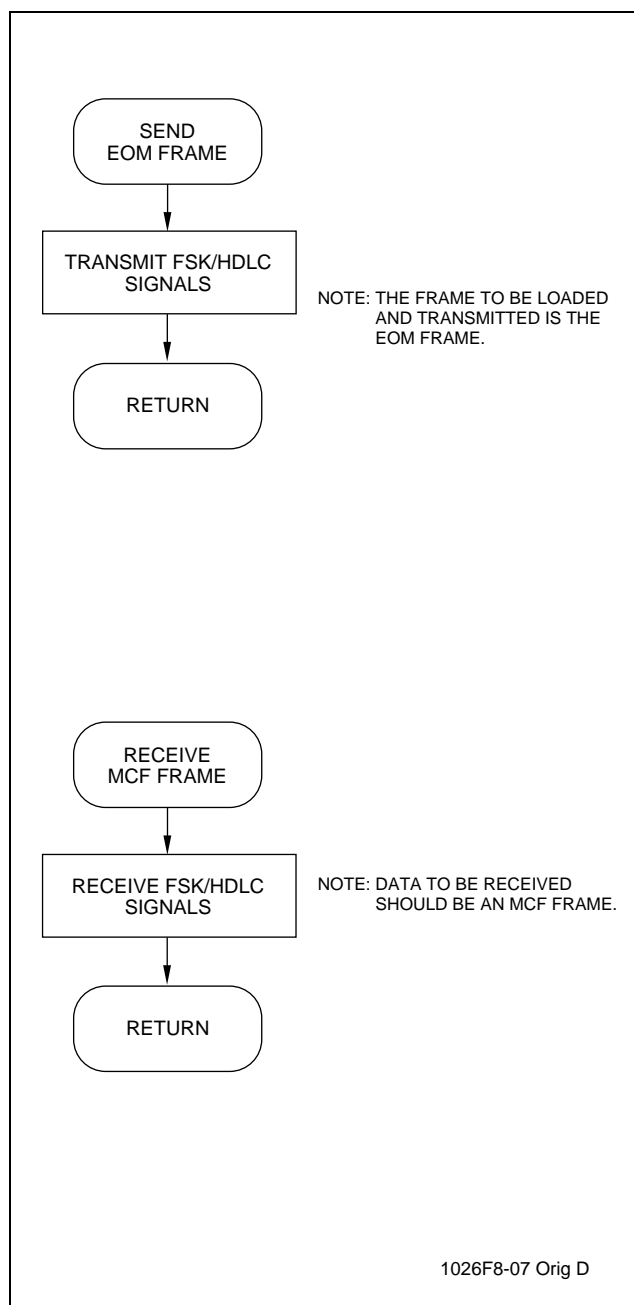 SEND
EOM FRAME
TRANSMIT FSK/HDLC
SIGNALS
NOTE: THE FRAME TO BE LOADED
AND TRANSMITTED IS THE
EOM FRAME.
RETURN
RECEIVE
MCF FRAME
RECEIVE FSK/HDLC
SIGNALS
NOTE: DATA TO BE RECEIVED
SHOULD BE AN MCF FRAME.
RETURN
1026F8-07 Orig D